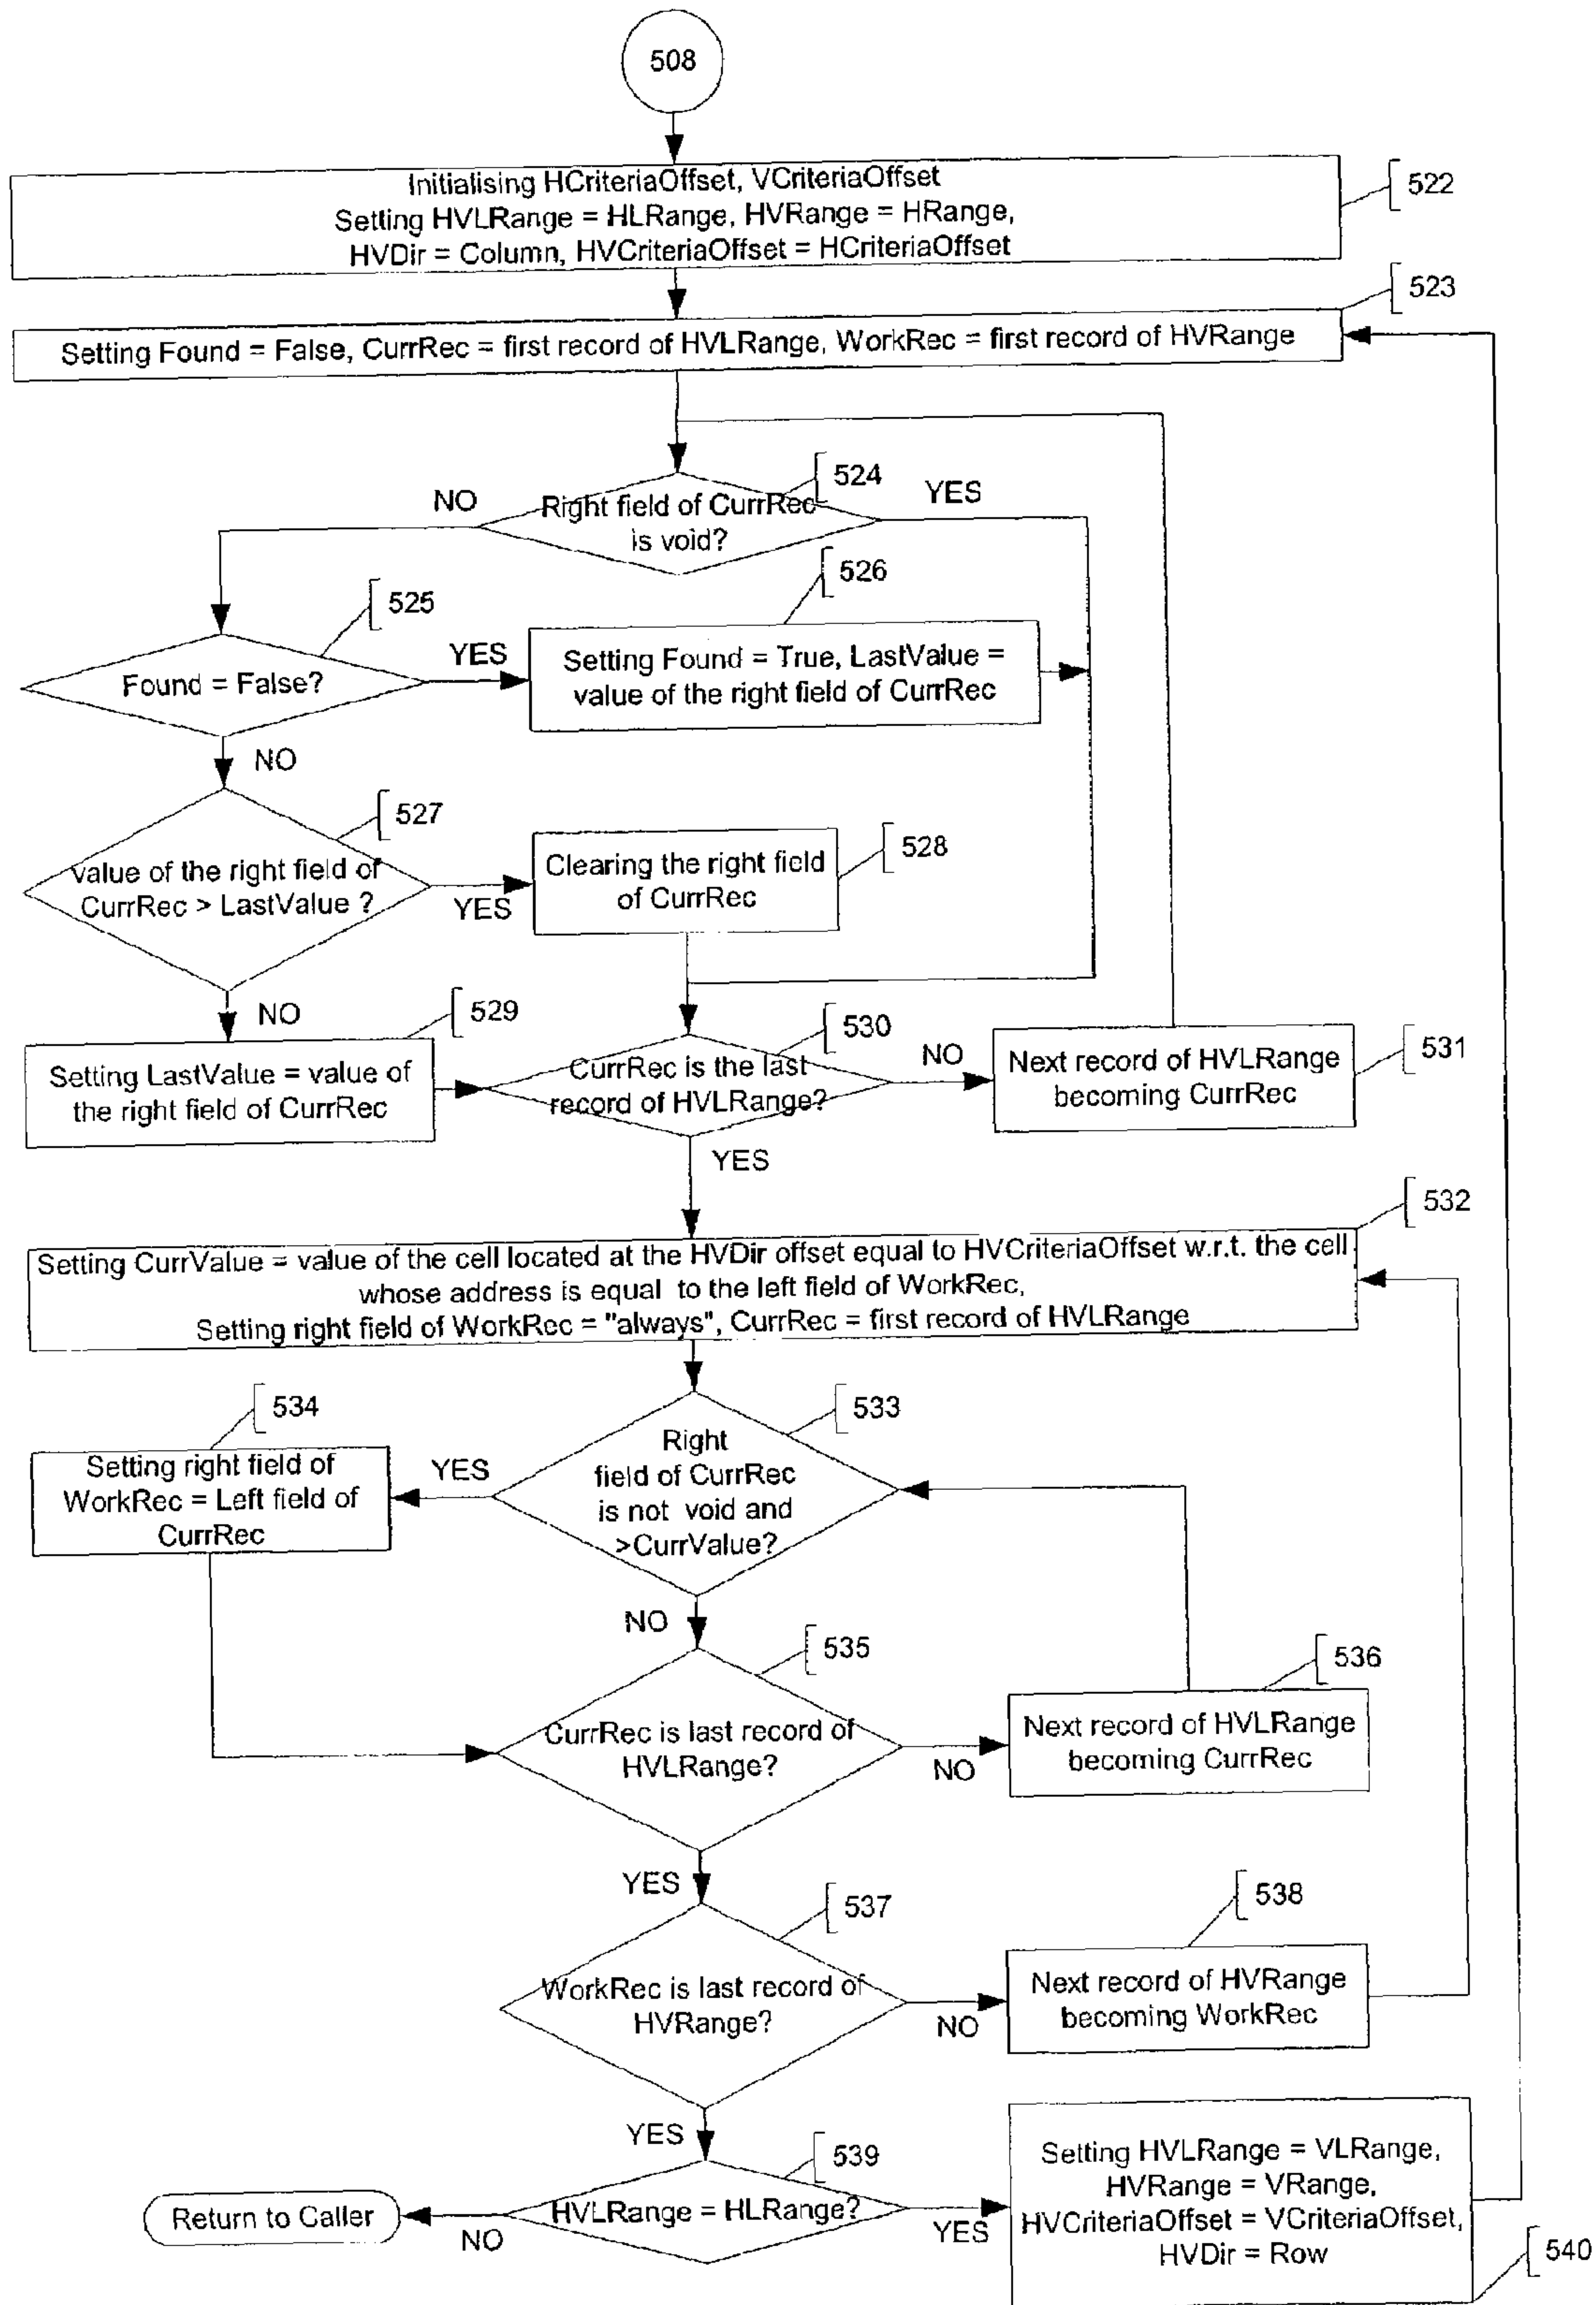 508
Initialising HCriteriaOffset, VCriteriaOffset
Setting HVLRange = HLRange, HVRange = HRange,
HVDir = Column, HVCriteriaOffset = HCriteriaOffset
522
523
Setting Found = False, CurrRec = first record of HVLRange, WorkRec = first record of HVRange
524
NO
Right field of CurrRec
is void?
YES
526
525
Found = False?
YES
Setting Found = True, LastValue =
value of the right field of CurrRec
NO
527
value of the right field of
CurrRec > LastValue ?
YES
Clearing the right field
of CurrRec
528
NO
529
Setting LastValue = value of
the right field of CurrRec
530
CurrRec is the last
record of HVLRange?
NO
Next record of HVLRange
becoming CurrRec
531
YES
532
Setting CurrValue = value of the cell located at the HVDir offset equal to HVCriteriaOffset w.r.t. the cell
whose address is equal to the left field of WorkRec,
Setting right field of WorkRec = "always", CurrRec = first record of HVLRange
534
533
Setting right field of
WorkRec = Left field of
CurrRec
YES
Right
field of CurrRec
is not void and
>CurrValue?
NO
535
536
CurrRec is last record of
HVLRange?
NO
Next record of HVLRange
becoming CurrRec
YES
537
538
WorkRec is last record of
HVRange?
NO
Next record of HVRange
becoming WorkRec
YES
539
Return to Caller
NO
HVLRange = HLRange?
YES
Setting HVLRange = VLRange,
HVRange = VRange,
HVCriteriaOffset = VCriteriaOffset,
HVDir = Row
540